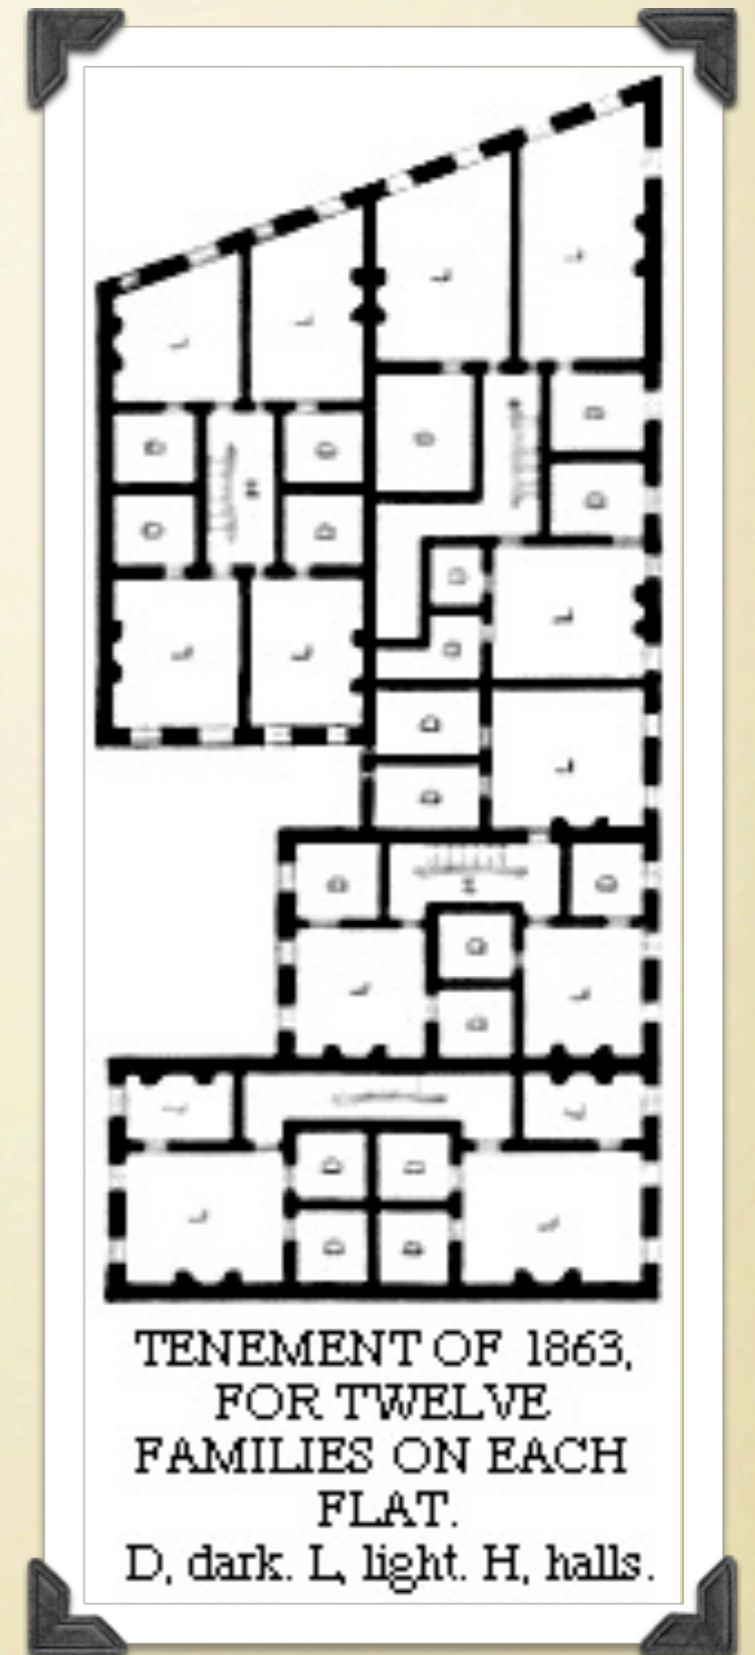 L
L
L
L
D
D
D D
H
D
D D
D
L
D
L L
D
L
D
D H D
D
L L
D
L L
D D
L L
D D
TENEMENT OF 1863,
FOR TWELVE
FAMILIES ON EACH
FLAT.
D, dark. L, light. H, halls.